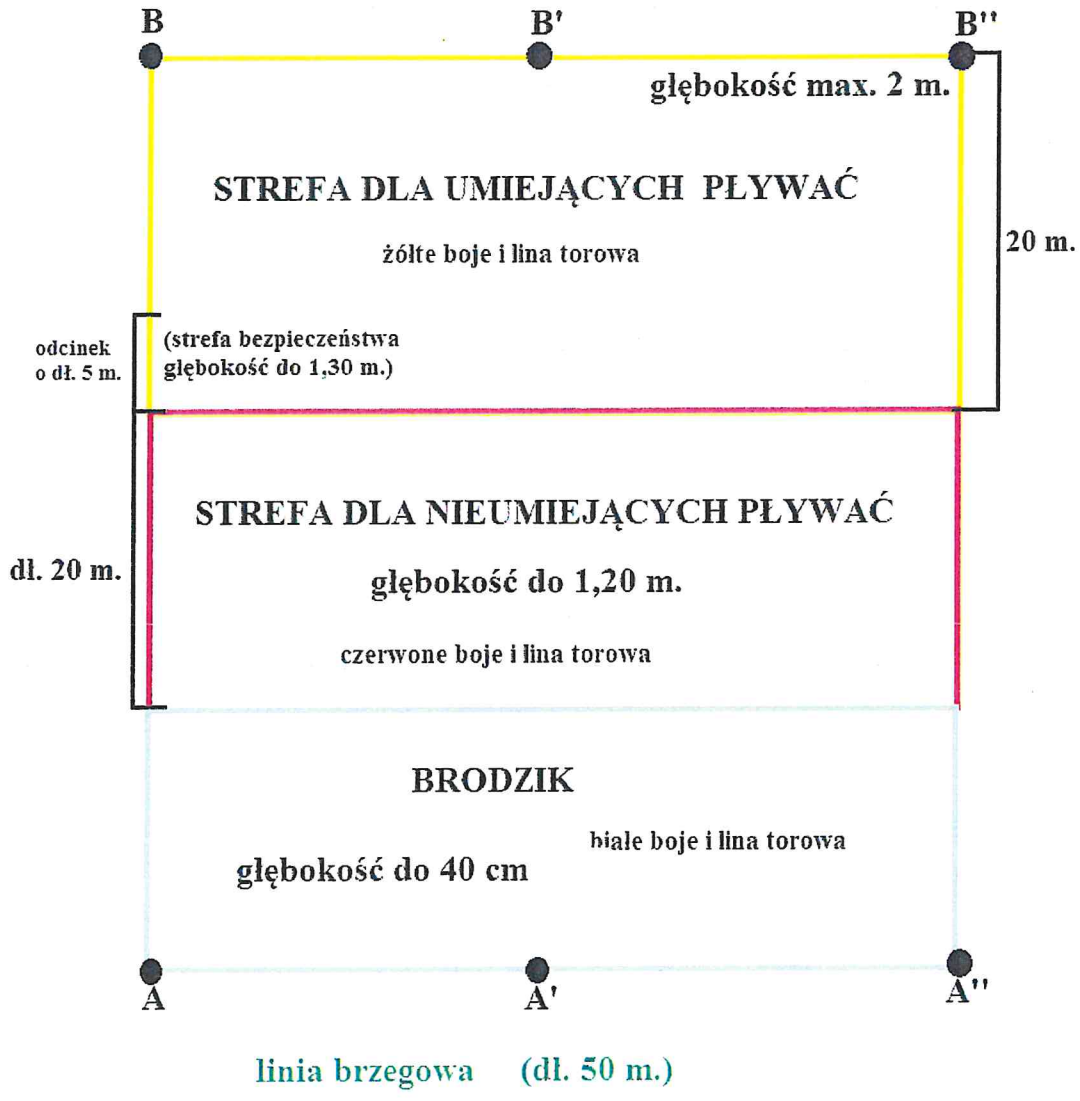 B B' B''
głębokość max. 2 m.
STREFA DLA UMIEJĄCYCH PŁYWAĆ
20 m.
żółte boje i lina torowa
odcinek
o dł. 5 m.
(strefa bezpieczeństwa
głębokość do 1,30 m.)
STREFA DLA NIEUMIEJĄCYCH PŁYWAĆ
dł. 20 m.
głębokość do 1,20 m.
czerwone boje i lina torowa
BRODZIK
białe boje i lina torowa
głębokość do 40 cm
A A' A''
linia brzegowa (dł. 50 m.)